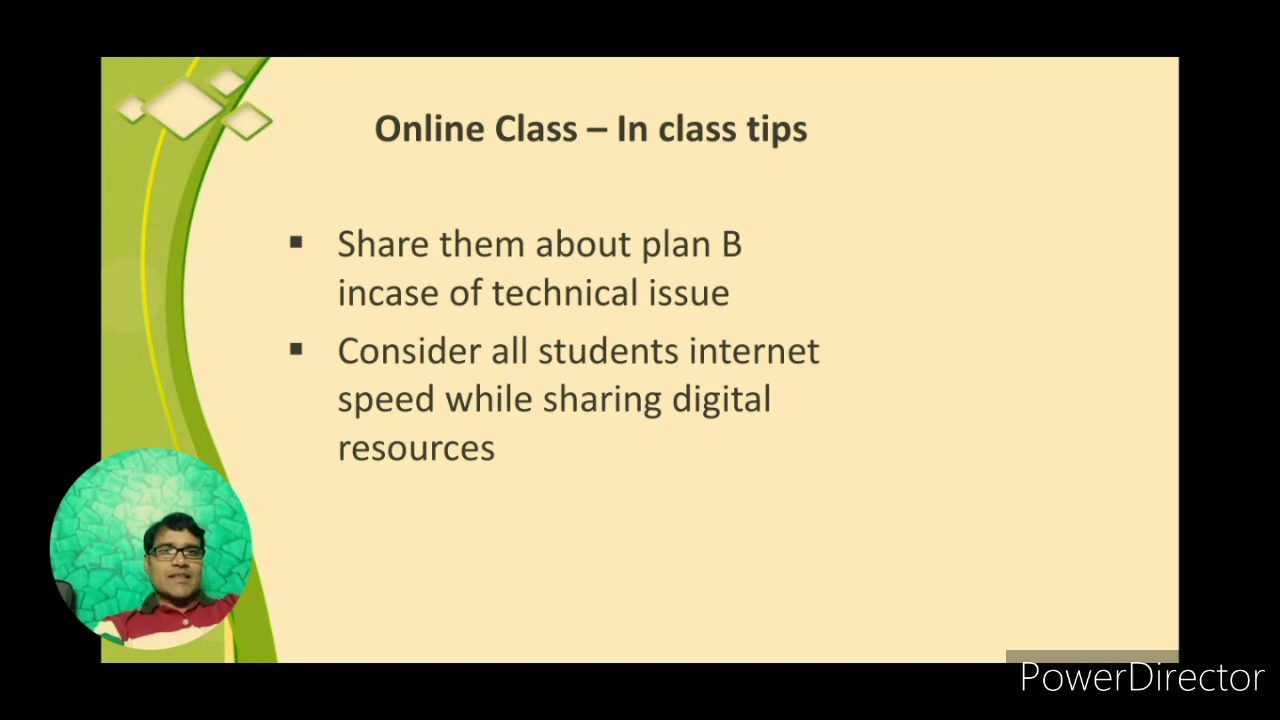 Online Class – In class tips
▪ Share them about plan B
incase of technical issue
▪ Consider all students internet
speed while sharing digital
resources
PowerDirector